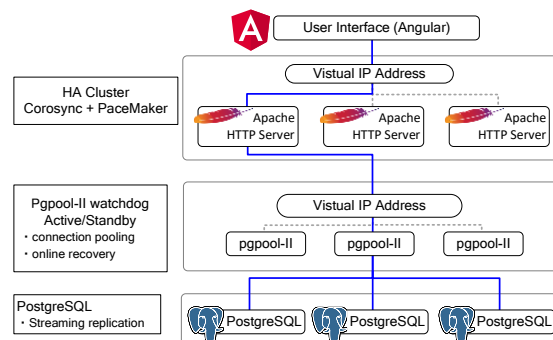 User Interface (Angular)
Vistual IP Address
HA Cluster
Corosync + PaceMaker
Apache
HTTP Server
Apache
HTTP Server
Apache
HTTP Server
Pgpool-II watchdog
Active/Standby
・connection pooling
・online recovery
Vistual IP Address
pgpool-II
pgpool-II
pgpool-II
PostgreSQL
・Streaming replication
PostgreSQL
PostgreSQL
PostgreSQL